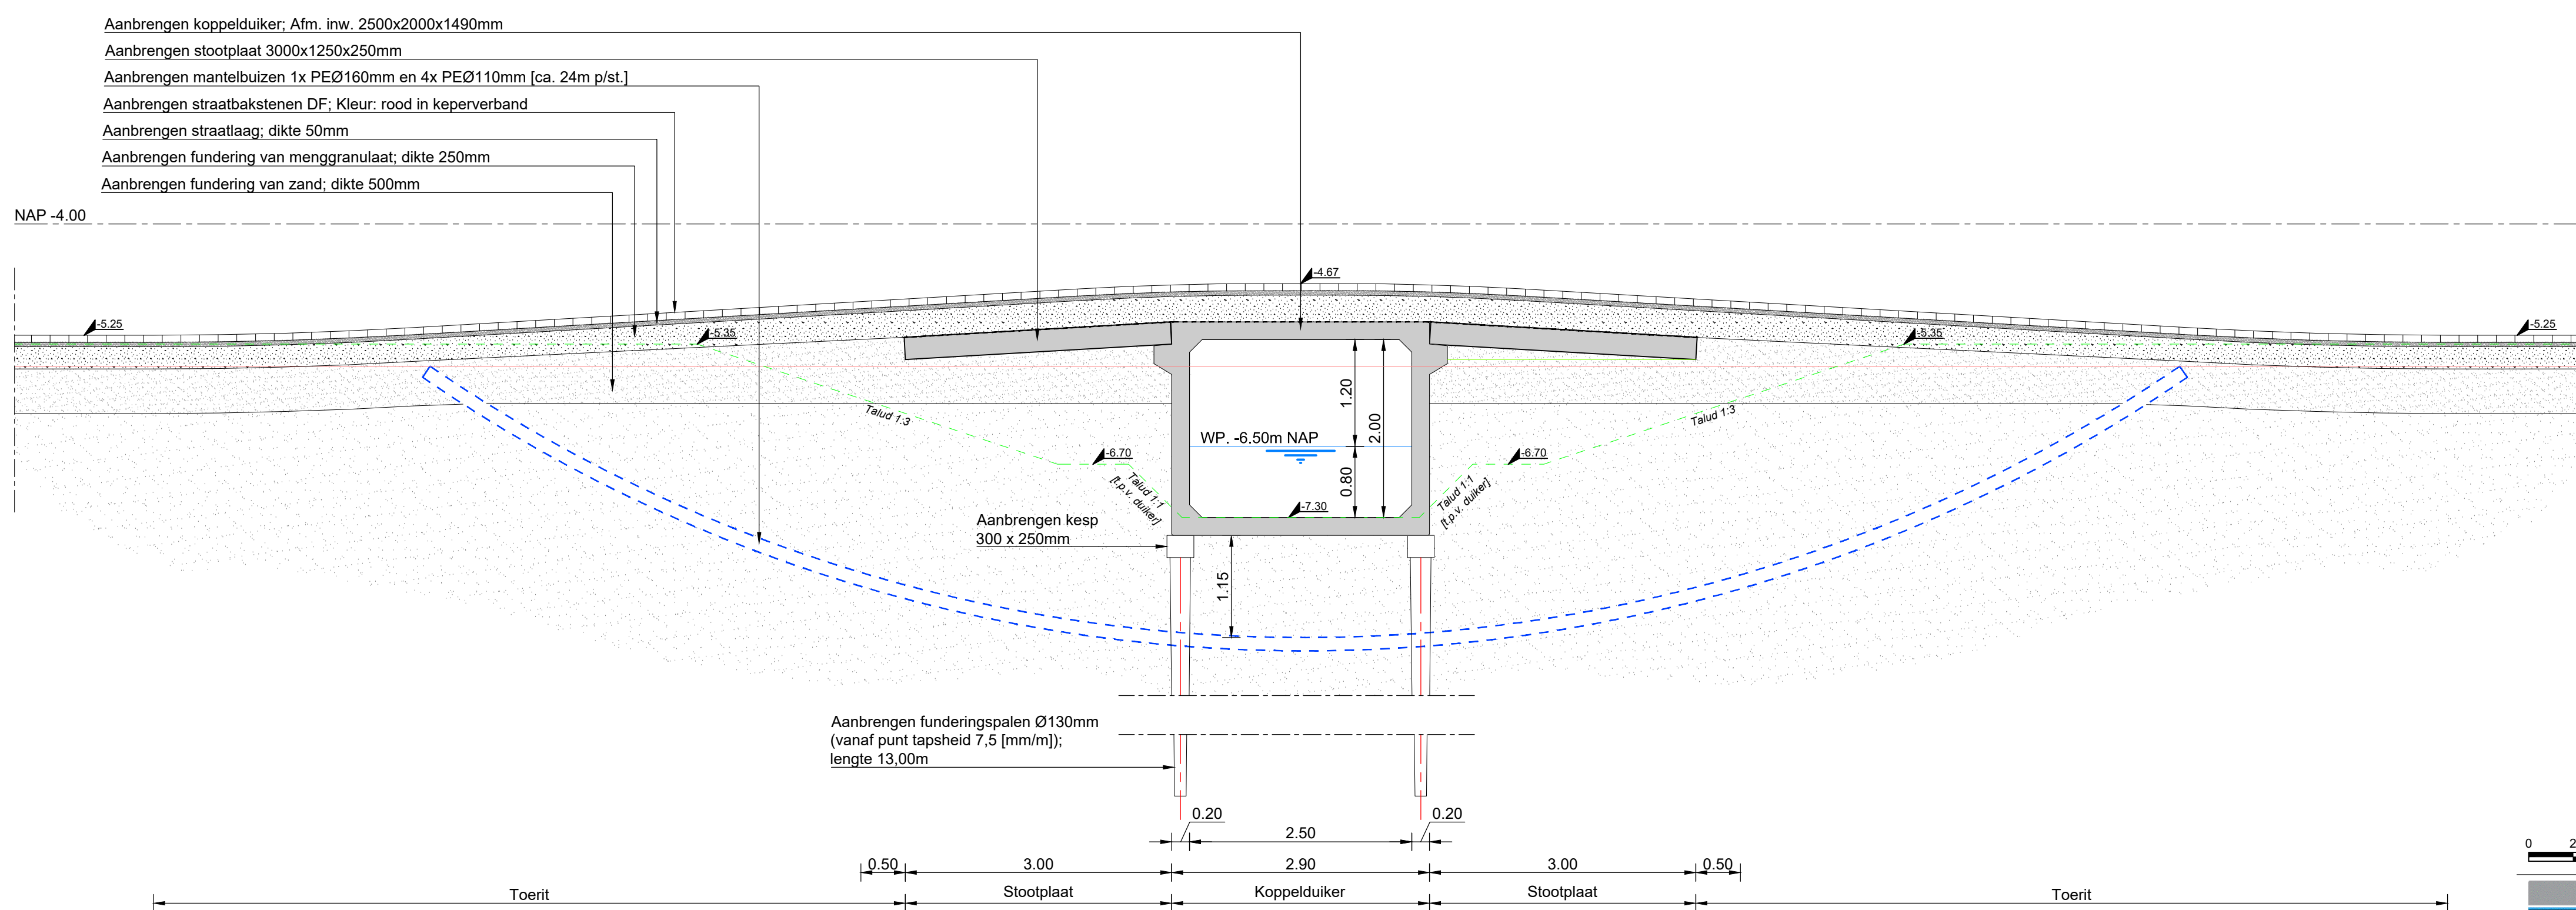 Aanbrengen koppelduiker; Afm. inw. 2500x2000x1490mm
Aanbrengen stootplaat 3000x1250x250mm
Aanbrengen mantelbuizen 1x PEØ160mm en 4x PEØ110mm [ca. 24m p/st.]
Aanbrengen straatbakstenen DF; Kleur: rood in keperverband
Aanbrengen straatlaag; dikte 50mm
Aanbrengen fundering van menggranulaat; dikte 250mm
Aanbrengen fundering van zand; dikte 500mm
NAP -4.00
-4.67
-5.25
-5.35
-5.35
-5.25
1.20
2.00
Talud 1:3
Talud 1:3
WP. -6.50m NAP
-6.70
-6.70
0.80
Talud 1:1
[t.p.v. duiker]
Talud 1:1
[t.p.v. duiker]
-7.30
Aanbrengen kesp
300 x 250mm
1.15
Aanbrengen funderingspalen Ø130mm
(vanaf punt tapsheid 7,5 [mm/m]);
lengte 13,00m
0.20
2.50
0.20
0.50
3.00
2.90
3.00
0.50
Toerit
Stootplaat
Koppelduiker
Stootplaat
Toerit
0
2